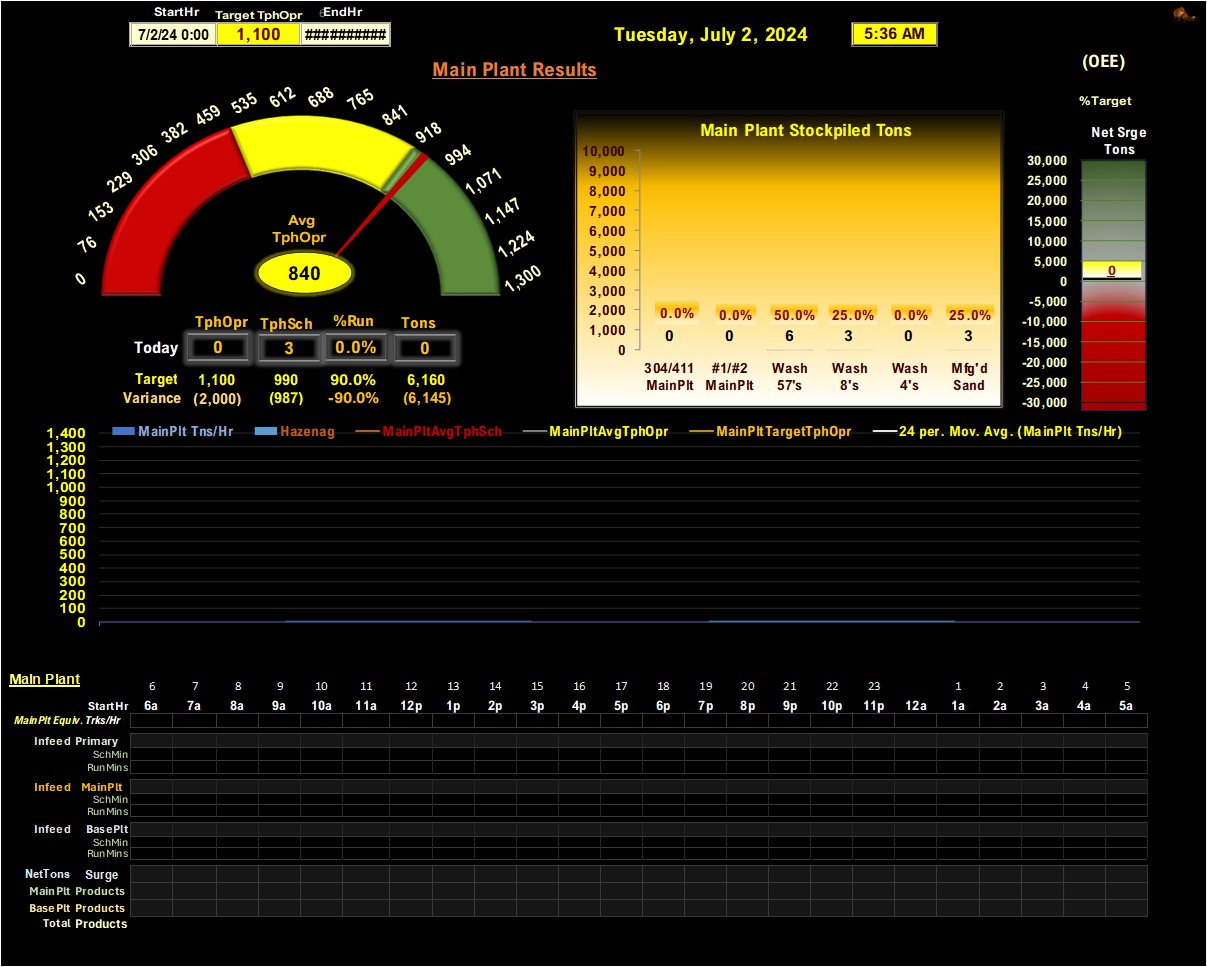 StartHr Target TphOpr EndHr
7/2/24 0:00 1,100 ##########
Tuesday, July 2, 2024 5:36 AM
(OEE)
Main Plant Results
%Target
0 76 153 229 306 382 459 535 612 688 765 841 918 994 1,071 1,147 1,224 1,300
Avg
TphOpr
840
TphOpr TphSch %Run Tons
Today 0 3 0.0% 0
Target 1,100 990 90.0% 6,160
Variance (2,000) (987) -90.0% (6,145)
Main Plant Stockpiled Tons
10,000
9,000
8,000
7,000
6,000
5,000
4,000
3,000
2,000
1,000
0
0.0% 0.0% 50.0% 25.0% 0.0% 25.0%
0 0 6 3 0 3
304/411 #1/#2 Wash Wash Wash Mfg'd
MainPlt MainPlt 57's 8's 4's Sand
Net Srge
Tons
30,000
25,000
20,000
15,000
10,000
5,000
0
-5,000
-10,000
-15,000
-20,000
-25,000
-30,000
0
MainPlt Tns/Hr Hazenag MainPltAvgTphSch MainPltAvgTphOpr MainPltTargetTphOpr 24 per. Mov. Avg. (MainPlt Tns/Hr)
1,400
1,300
1,200
1,100
1,000
900
800
700
600
500
400
300
200
100
0
Main Plant
6 7 8 9 10 11 12 13 14 15 16 17 18 19 20 21 22 23 1 2 3 4 5
StartHr 6a 7a 8a 9a 10a 11a 12p 1p 2p 3p 4p 5p 6p 7p 8p 9p 10p 11p 12a 1a 2a 3a 4a 5a
MainPlt Equiv. Trks/Hr
Infeed Primary
SchMin
RunMins
Infeed MainPlt
SchMin
RunMins
Infeed BasePlt
SchMin
RunMins
NetTons Surge
MainPlt Products
BasePlt Products
Total Products